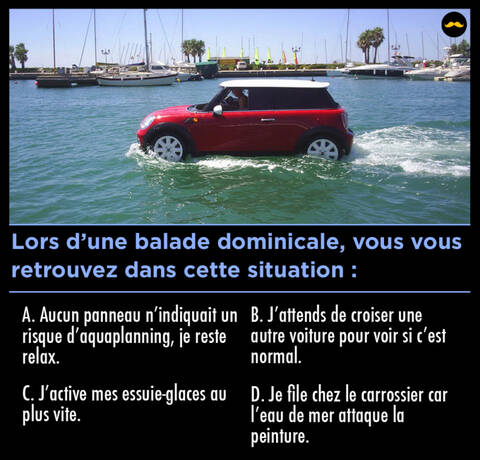 Lors d’une balade dominicale, vous vous
retrouvez dans cette situation :
A. Aucun panneau n’indiquait un
risque d’aquaplanning, je reste
relax.
B. J’attends de croiser une
autre voiture pour voir si c’est
normal.
C. J’active mes essuie-glaces au
plus vite.
D. Je file chez le carrossier car
l’eau de mer attaque la
peinture.